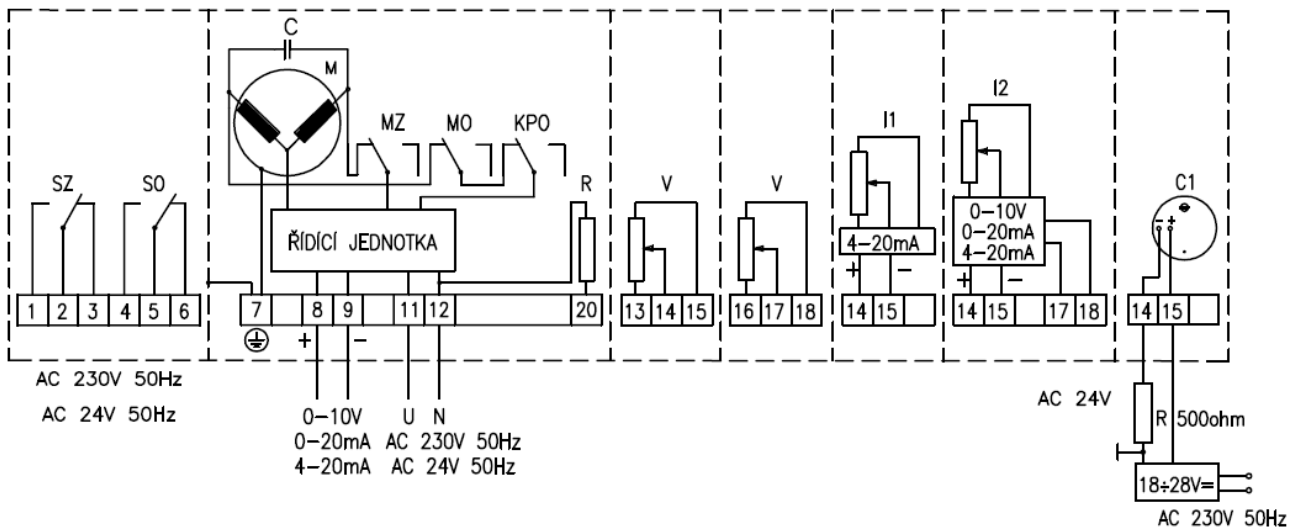 C
M
MZ MO KPO
SZ SO
R
V
V
I1
I2
C1
ŘÍDÍCÍ JEDNOTKA
4–20mA
0–10V
0–20mA
4–20mA
– +
+ –
+ –
1 2 3 4 5 6
7 8 9 11 12 20
13 14 15
16 17 18
14 15
14 15 17 18
14 15
+ –
AC 230V 50Hz
AC 24V 50Hz
0–10V U N
0–20mA AC 230V 50Hz
4–20mA AC 24V 50Hz
AC 24V
R 500ohm
18÷28V=
AC 230V 50Hz